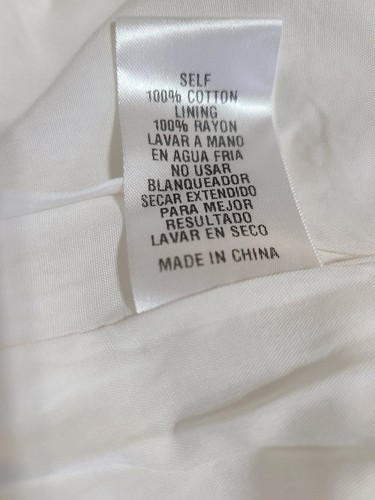 SELF
100% COTTON
LINING
100% RAYON
LAVAR A MANO
EN AGUA FRIA
NO USAR
BLANQUEADOR
SECAR EXTENDIDO
PARA MEJOR
RESULTADO
LAVAR EN SECO
MADE IN CHINA